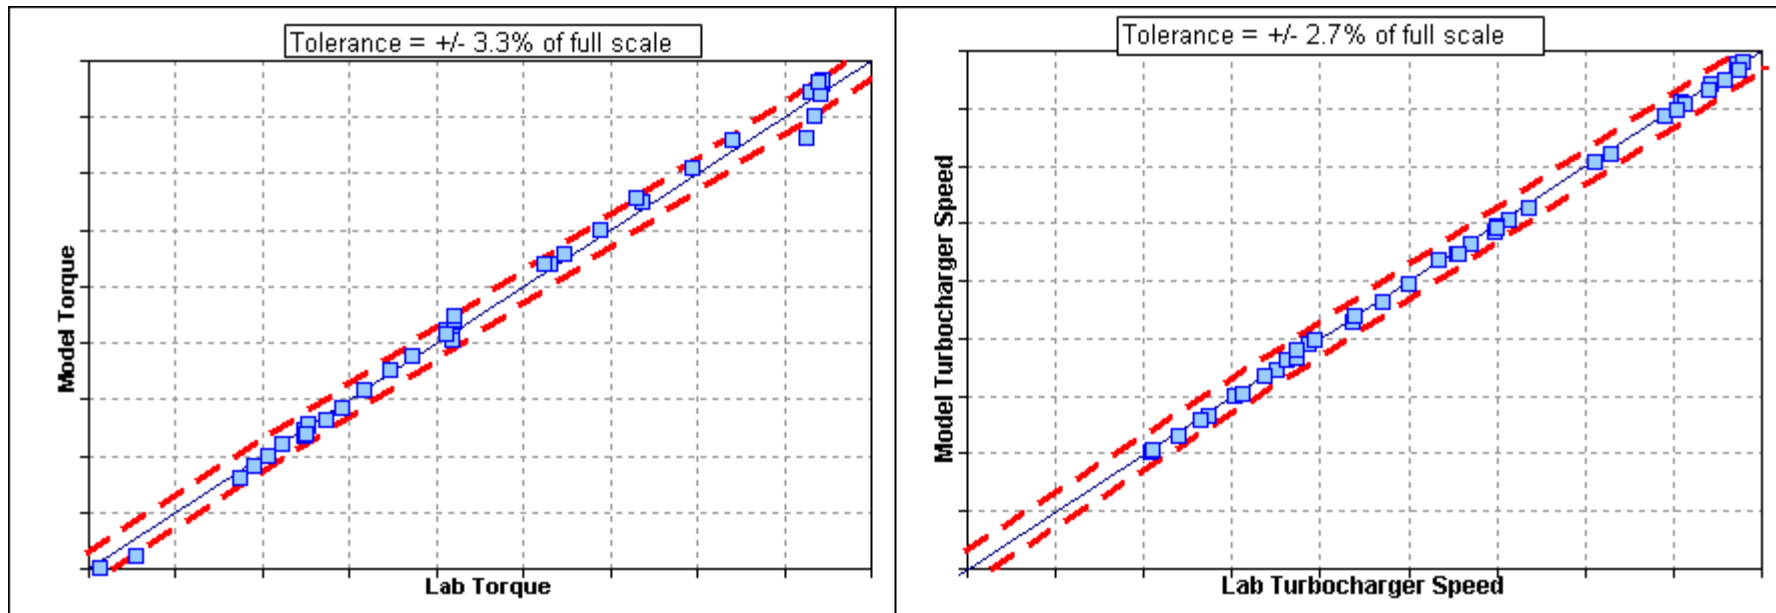 Tolerance = +/- 3.3% of full scale
Model Torque
Lab Torque
Tolerance = +/- 2.7% of full scale
Model Turbocharger Speed
Lab Turbocharger Speed